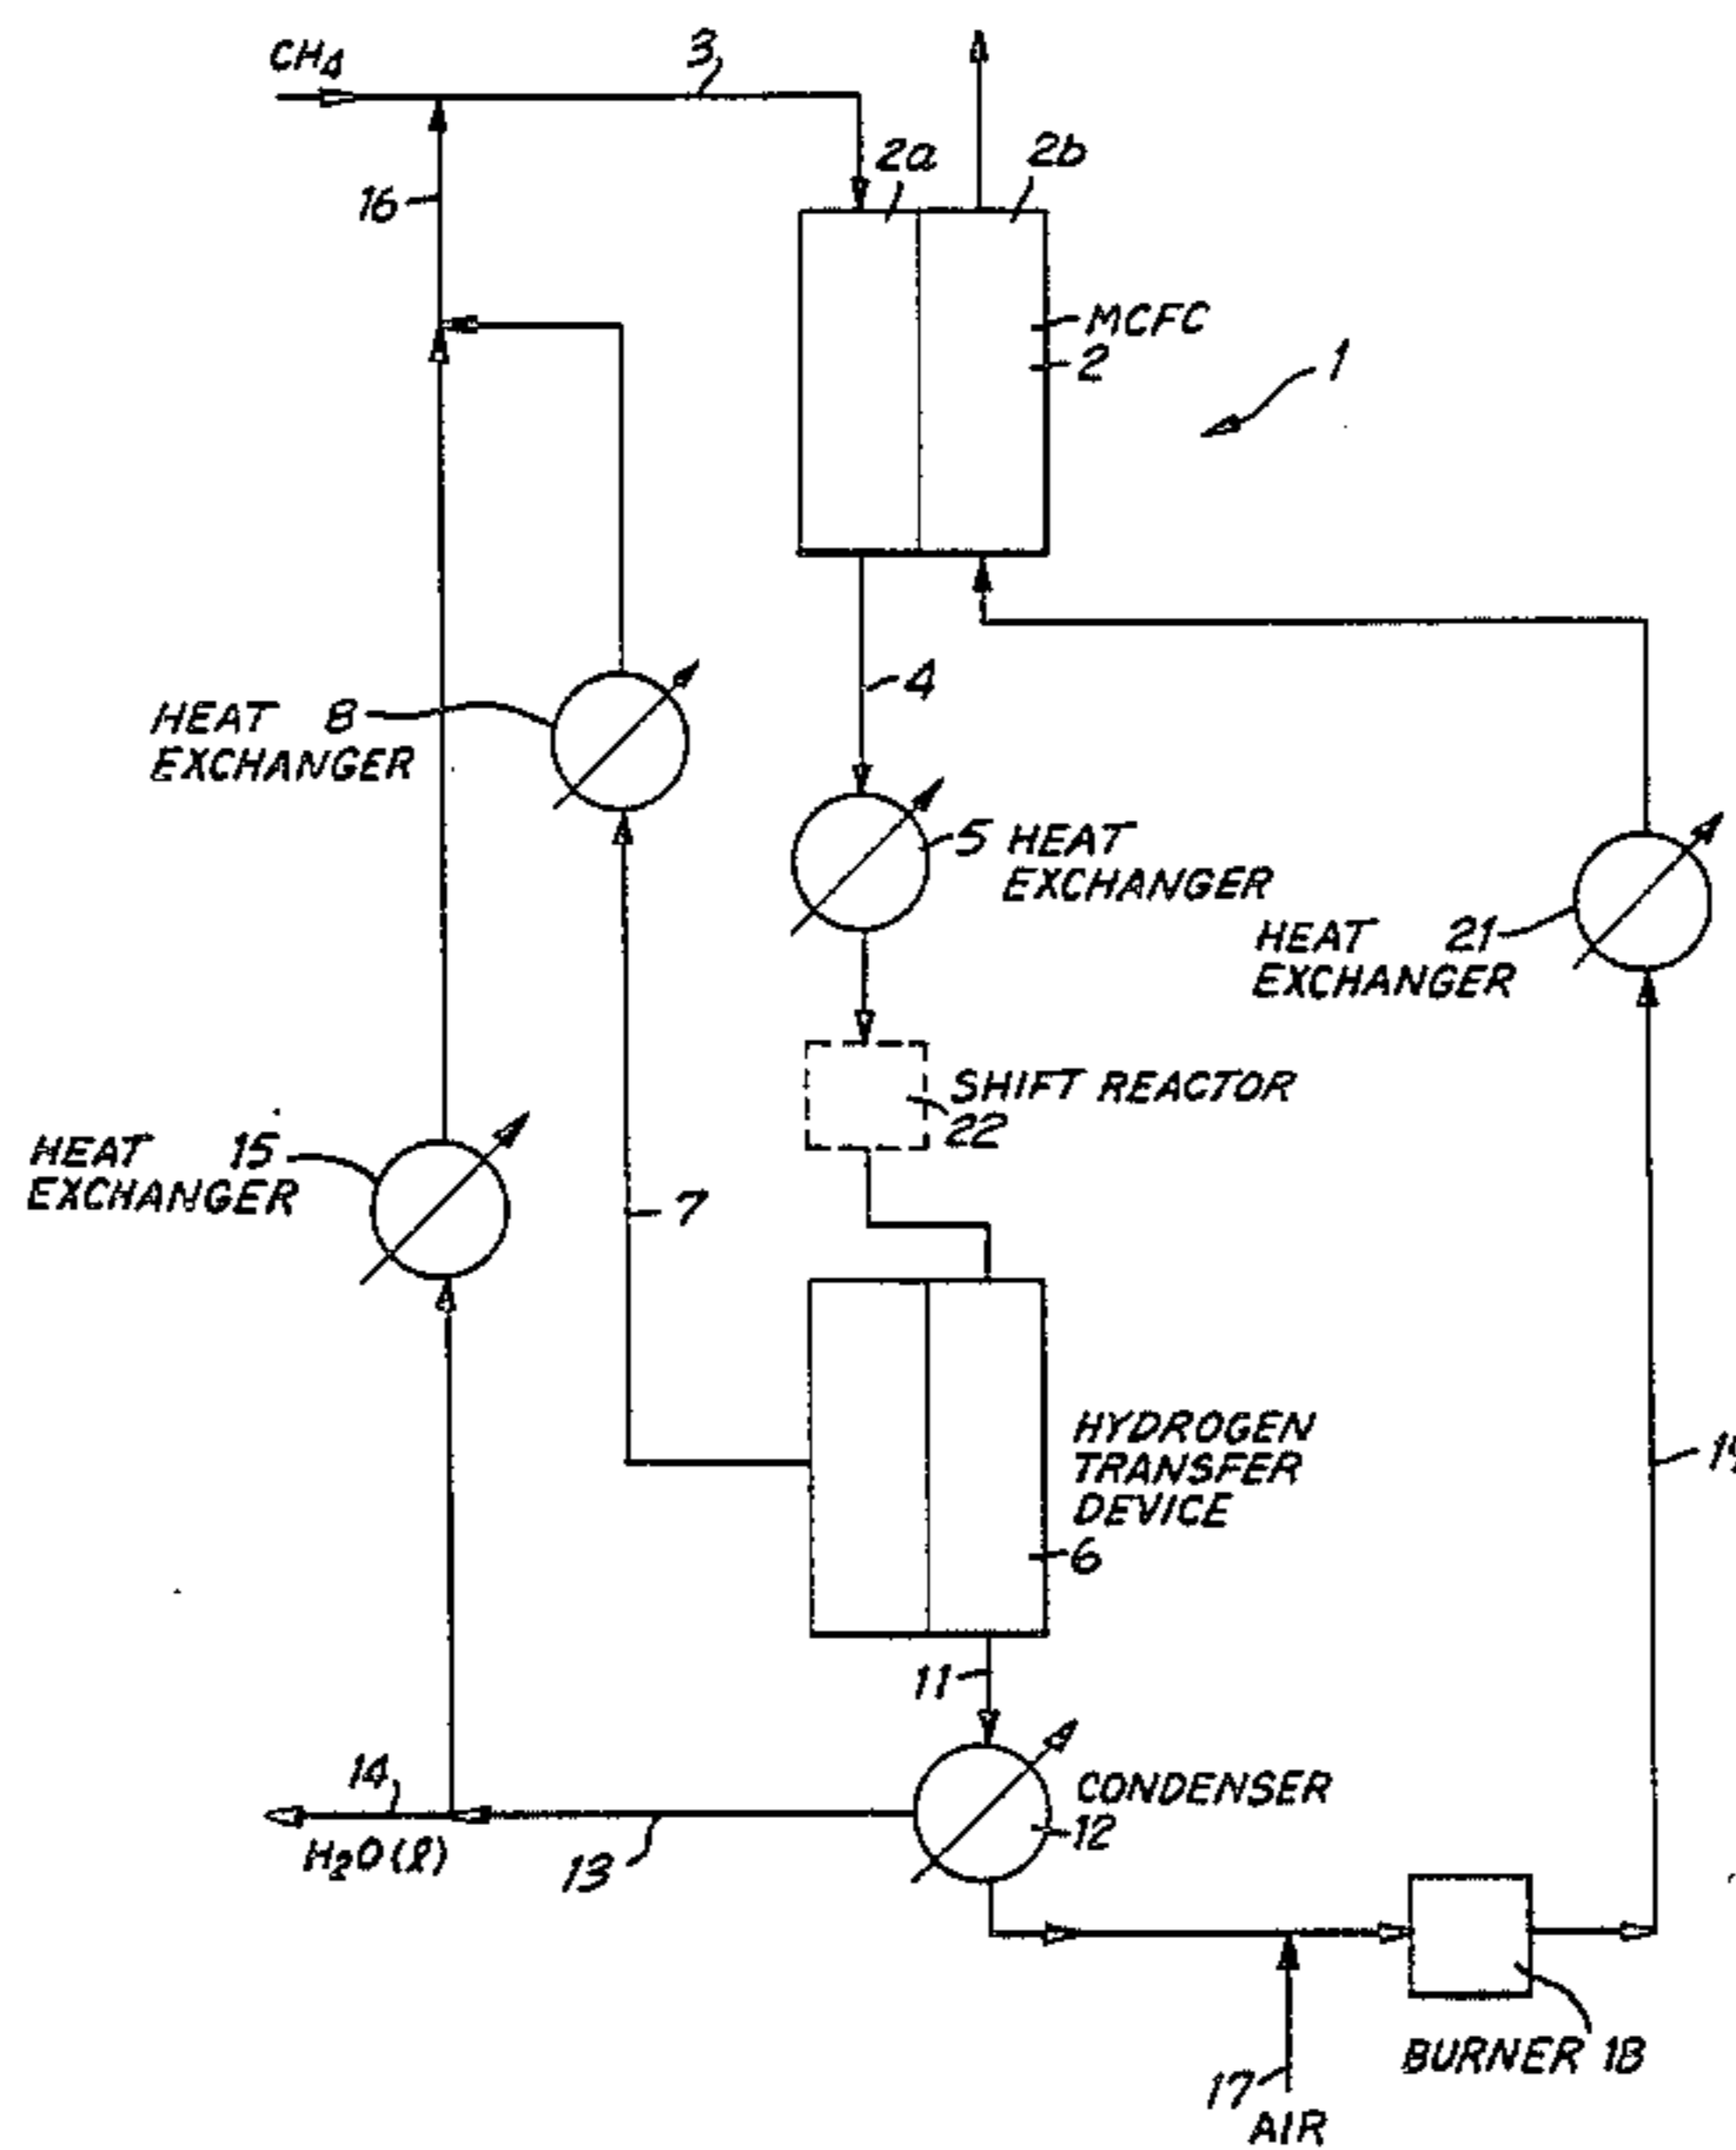 CH4
3
2a
2b
16
MCFC
2
1
4
HEAT 8
EXCHANGER
5 HEAT
EXCHANGER
HEAT 21
EXCHANGER
SHIFT REACTOR
22
HEAT 15
EXCHANGER
7
HYDROGEN
TRANSFER
DEVICE
6
11
14
CONDENSER
12
H2O(l)
13
BURNER 18
17
AIR